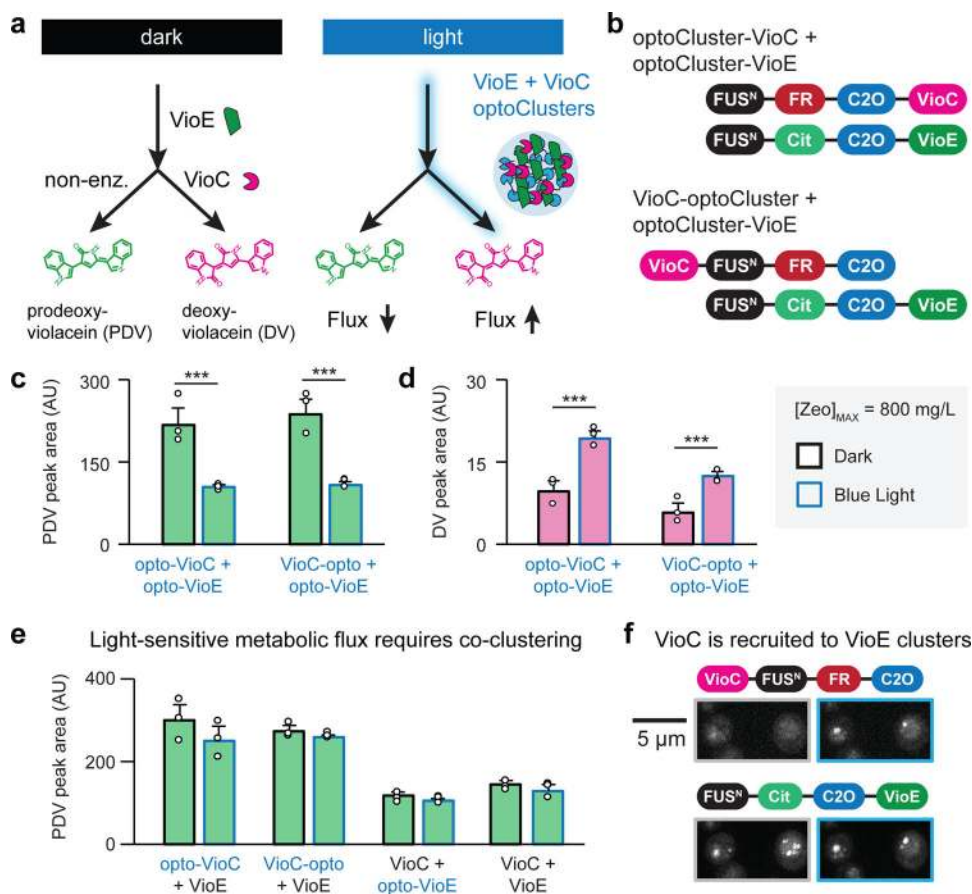 a
dark
light
VioE
VioE + VioC
optoClusters
non-enz.
VioC
prodeoxy-
violacein (PDV)
deoxy-
violacein (DV)
Flux
Flux
b
optoCluster-VioC +
optoCluster-VioE
FUSᴺ FR C2O VioC
FUSᴺ Cit C2O VioE
VioC-optoCluster +
optoCluster-VioE
VioC FUSᴺ FR C2O
FUSᴺ Cit C2O VioE
c
PDV peak area (AU)
300
150
0
***
***
opto-VioC +
opto-VioE
VioC-opto +
opto-VioE
d
DV peak area (AU)
30
15
0
***
***
opto-VioC +
opto-VioE
VioC-opto +
opto-VioE
[Zeo]MAX = 800 mg/L
Dark
Blue Light
e
Light-sensitive metabolic flux requires co-clustering
PDV peak area (AU)
400
200
0
opto-VioC
+ VioE
VioC-opto
+ VioE
VioC +
opto-VioE
VioC +
VioE
f
VioC is recruited to VioE clusters
VioC FUSᴺ FR C2O
5 μm
FUSᴺ Cit C2O VioE